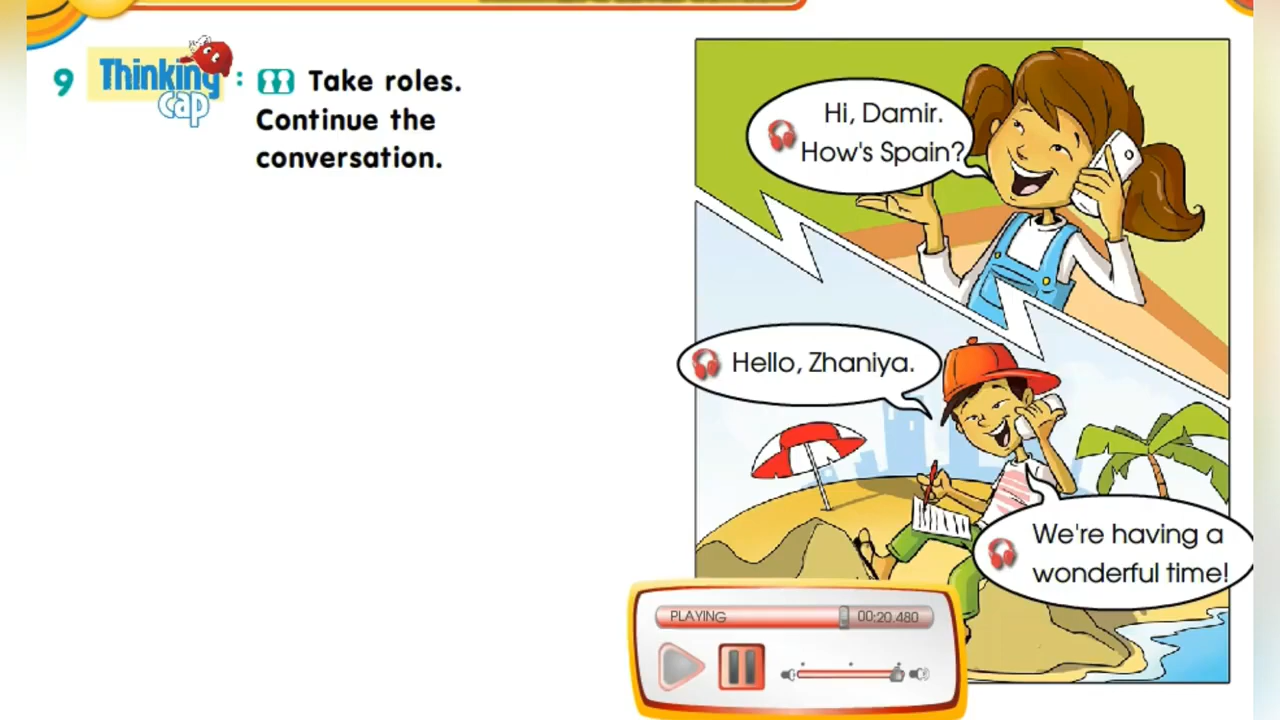 9 Thinking Cap : Take roles.
Continue the
conversation.
Hi, Damir.
How's Spain?
Hello, Zhaniya.
We're having a
wonderful time!
PLAYING 00:20.480